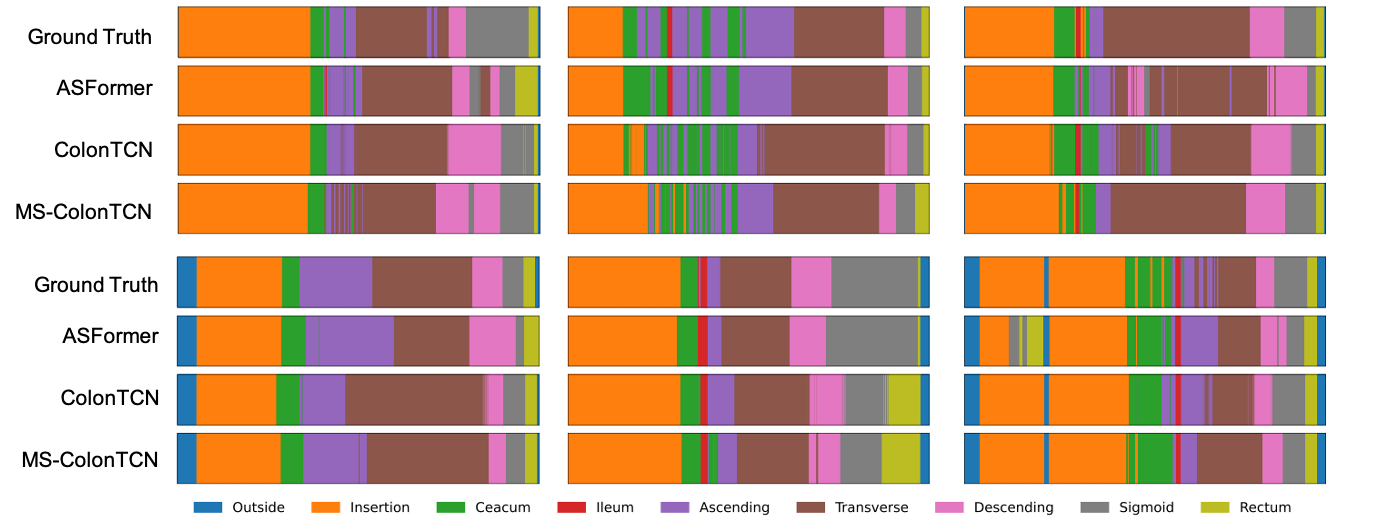 Ground Truth
ASFormer
ColonTCN
MS-ColonTCN
Ground Truth
ASFormer
ColonTCN
MS-ColonTCN
Outside Insertion Ceacum Ileum Ascending Transverse Descending Sigmoid Rectum